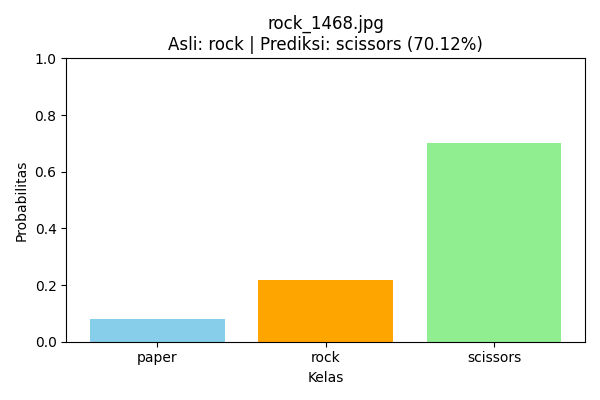 rock_1468.jpg
Asli: rock | Prediksi: scissors (70.12%)
1.0
0.8
0.6
0.4
0.2
0.0
Probabilitas
paper rock scissors
Kelas